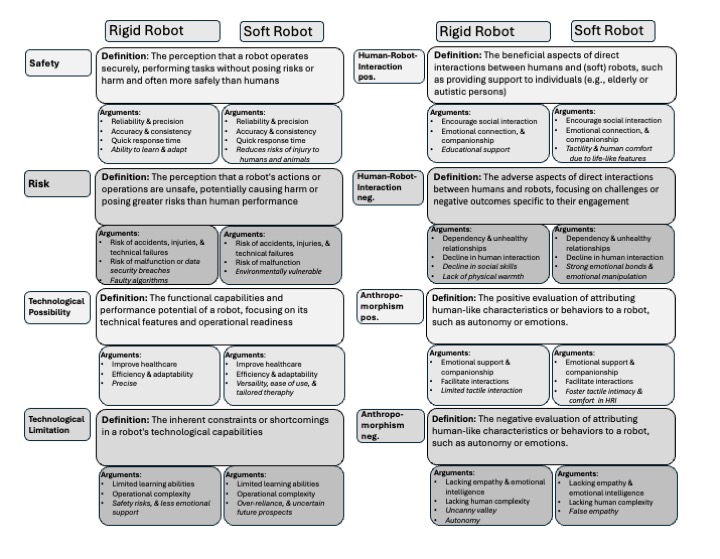 Rigid Robot
Soft Robot
Safety
Definition: The perception that a robot operates
securely, performing tasks without posing risks or
harm and often more safely than humans
Arguments:
• Reliability & precision
• Accuracy & consistency
• Quick response time
• Ability to learn & adapt
Arguments:
• Reliability & precision
• Accuracy & consistency
• Quick response time
• Reduces risks of injury to
humans and animals
Risk
Definition: The perception that a robot's actions or
operations are unsafe, potentially causing harm or
posing greater risks than human performance
Arguments:
• Risk of accidents, injuries, &
technical failures
• Risk of malfunction or data
security breaches
• Faulty algorithms
Arguments:
• Risk of accidents, injuries, &
technical failures
• Risk of malfunction
• Environmentally vulnerable
Technological
Possibility
Definition: The functional capabilities and
performance potential of a robot, focusing on its
technical features and operational readiness
Arguments:
• Improve healthcare
• Efficiency & adaptability
• Precise
Arguments:
• Improve healthcare
• Efficiency & adaptability
• Versality, ease of use, &
tailored theraphy
Technological
Limitation
Definition: The inherent constraints or shortcomings
in a robot's technological capabilities
Arguments:
• Limited learning abilities
• Operational complexity
• Safety risks, & less emotional
support
Arguments:
• Limited learning abilities
• Operational complexity
• Over-reliance, & uncertain
future prospects
Rigid Robot
Soft Robot
Human-Robot-
Interaction
pos.
Definition: The beneficial aspects of direct
interactions between humans and (soft) robots, such
as providing support to individuals (e.g., elderly or
autistic persons)
Arguments:
• Encourage social interaction
• Emotional connection, &
companionship
• Educational support
Arguments:
• Encourage social interaction
• Emotional connection, &
companionship
• Tactility & human comfort
due to life-like features
Human-Robot-
Interaction
neg.
Definition: The adverse aspects of direct interactions
between humans and robots, focusing on challenges or
negative outcomes specific to their engagement
Arguments:
• Dependency & unhealthy
relationships
• Decline in human interaction
• Decline in social skills
• Lack of physical warmth
Arguments:
• Dependency & unhealthy
relationships
• Decline in human interaction
• Strong emotional bonds &
emotional manipulation
Anthropo-
morphism
pos.
Definition: The positive evaluation of attributing
human-like characteristics or behaviors to a robot,
such as autonomy or emotions.
Arguments:
• Emotional support &
companionship
• Facilitate interactions
• Limited tactile interaction
Arguments:
• Emotional support &
companionship
• Facilitate interactions
• Foster tactile intimacy &
comfort in HRI
Anthropo-
morphism
neg.
Definition: The negative evaluation of attributing
human-like characteristics or behaviors to a robot,
such as autonomy or emotions.
Arguments:
• Lacking empathy & emotional
intelligence
• Lacking human complexity
• Uncanny valley
• Autonomy
Arguments:
• Lacking empathy &
emotional intelligence
• Lacking human complexity
• False empathy